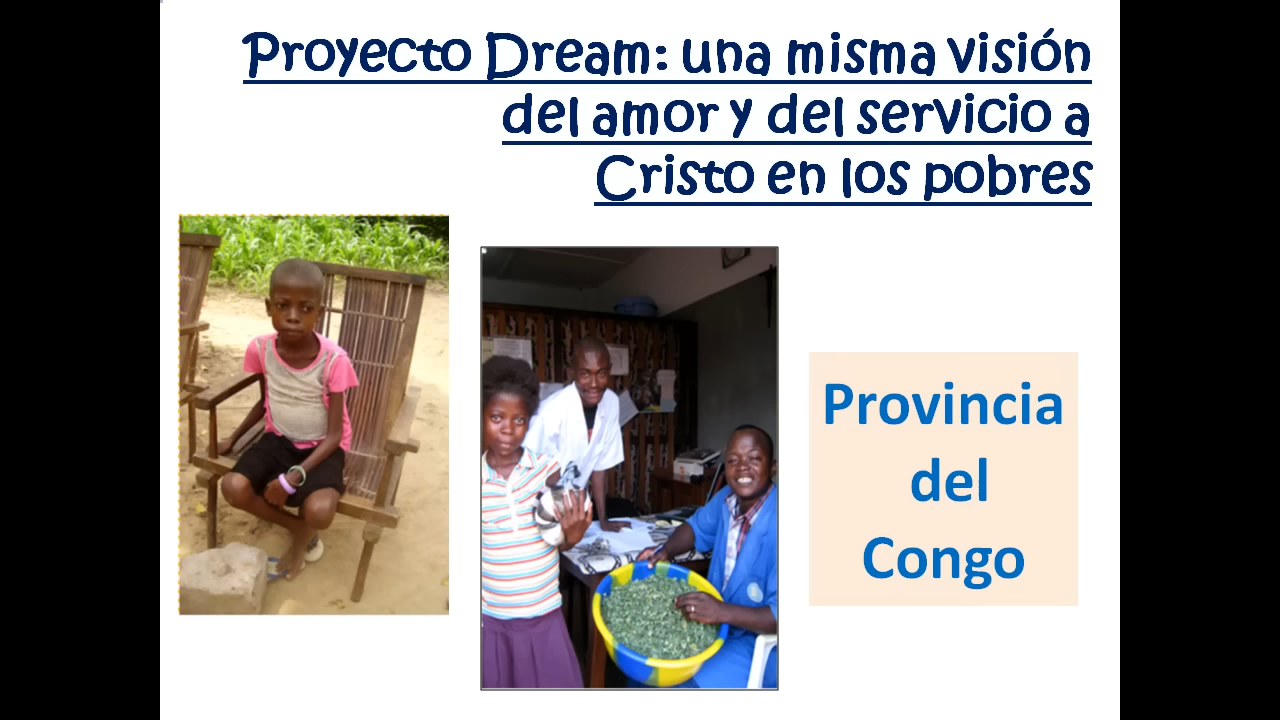 Proyecto Dream: una misma visión
del amor y del servicio a
Cristo en los pobres
Provincia
del
Congo